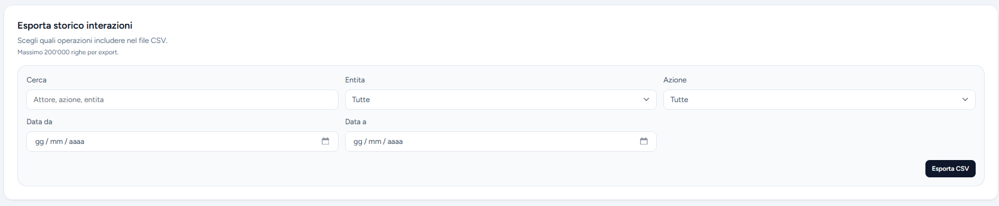 Esporta storico interazioni
Scegli quali operazioni includere nel file CSV.
Massimo 200'000 righe per export.
Cerca
Entita
Azione
Attore, azione, entita
Tutte
Tutte
Data da
Data a
gg / mm / aaaa
gg / mm / aaaa
Esporta CSV